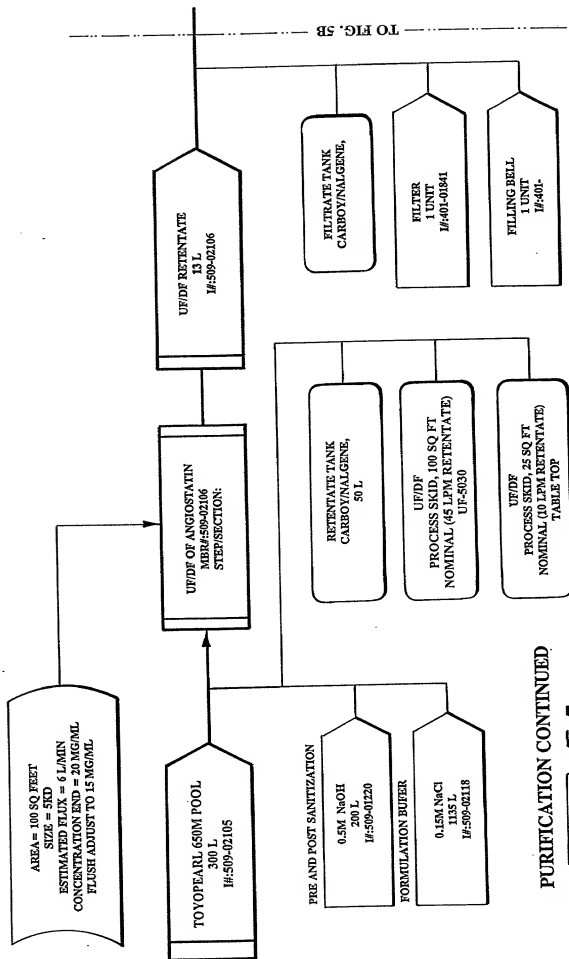 AREA = 100 SQ FEET
SIZE = 5KD
ESTIMATED FLUX = 6 L/MIN
CONCENTRATION END = 20 MG/ML
FLUSH ADJUST TO 15 MG/ML
TOYOPEARL 650M POOL
300 L
I#:509-02105
UF/DF OF ANGIOSTATIN
MBR#:509-02106
STEP/SECTION:
UF/DF RETENTATE
13 L
I#:509-02106
PRE AND POST SANITIZATION
0.5M NaOH
200 L
I#:509-01220
FORMULATION BUFER
0.15M NaCl
1135 L
I#:509-02118
RETENTATE TANK
CARBOY/NALGENE,
50 L
UF/DF
PROCESS SKID, 100 SQ FT
NOMINAL (45 LPM RETENTATE)
UF-5030
UF/DF
PROCESS SKID, 25 SQ FT
NOMINAL (10 LPM RETENTATE)
TABLE TOP
FILTRATE TANK
CARBOY/NALGENE,
FILTER
1 UNIT
I#:401-01841
FILLING BELL
1 UNIT
I#:401-
TO FIG. 5B
PURIFICATION CONTINUED